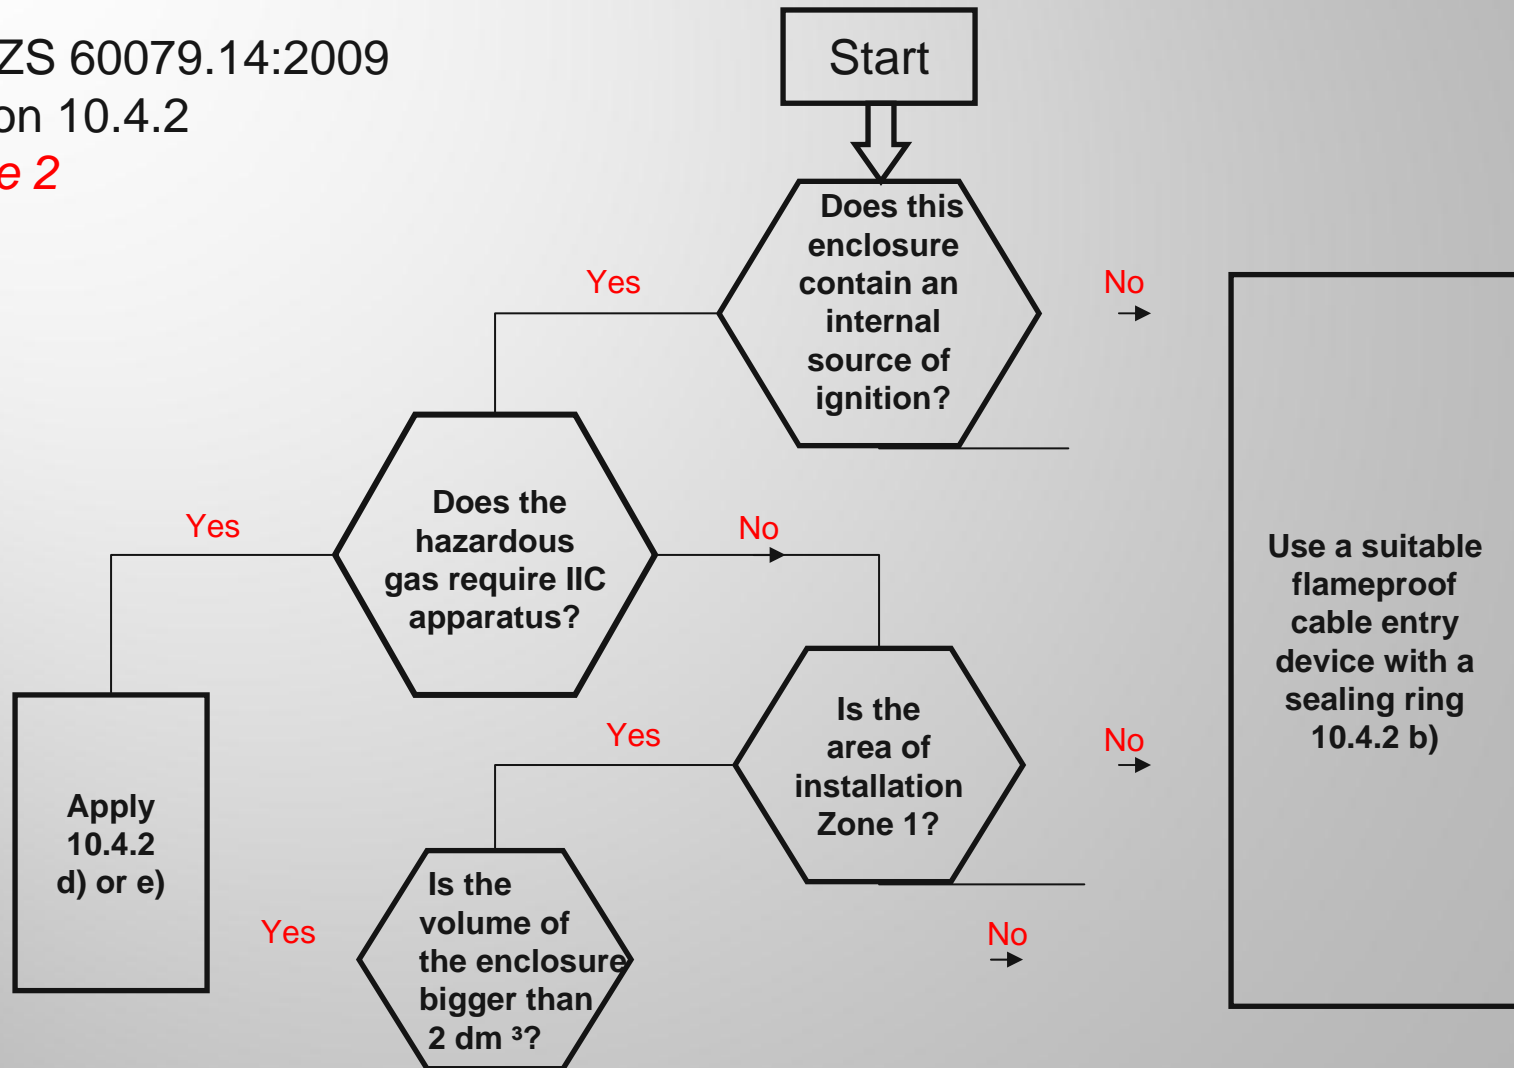 ZS 60079.14:2009
on 10.4.2
e 2
Start
Does this
enclosure
contain an
internal
source of
ignition?
Yes
No
Does the
hazardous
gas require IIC
apparatus?
Yes
No
Use a suitable
flameproof
cable entry
device with a
sealing ring
10.4.2 b)
Is the
area of
installation
Zone 1?
Yes
No
Apply
10.4.2
d) or e)
Is the
volume of
the enclosure
bigger than
2 dm ³?
Yes
No